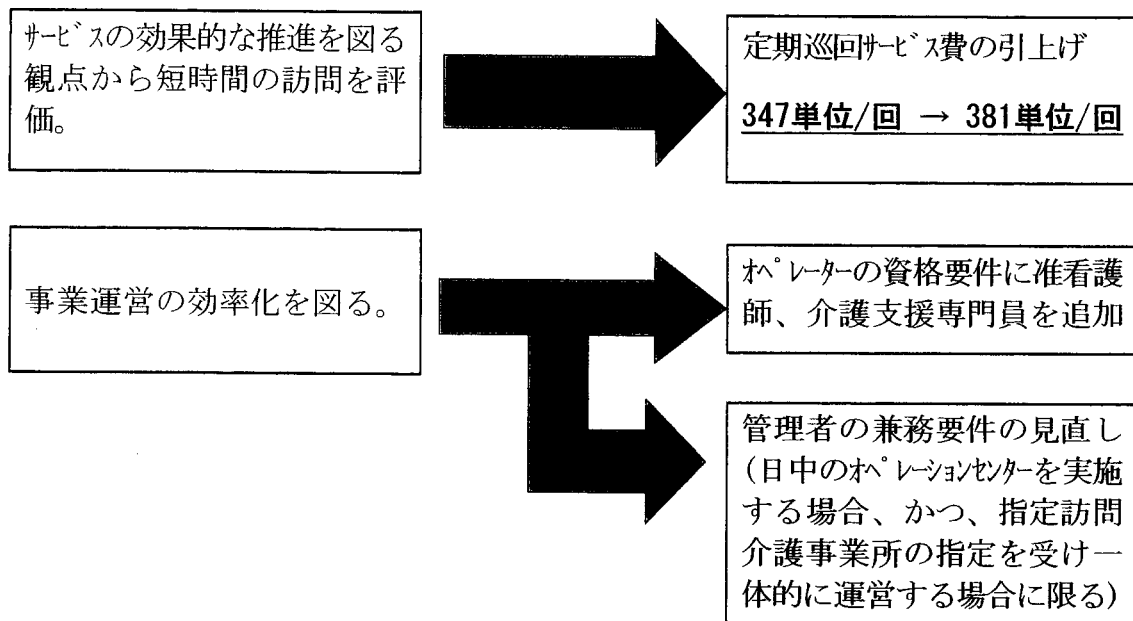 ｻｰﾋﾞｽの効果的な推進を図る
観点から短時間の訪問を評
価。
定期巡回ｻｰﾋﾞｽ費の引上げ
347単位/回 → 381単位/回
事業運営の効率化を図る。
ｵﾍﾟﾚｰﾀｰの資格要件に准看護
師、介護支援専門員を追加
管理者の兼務要件の見直し
(日中のｵﾍﾟﾚｰｼｮﾝｾﾝﾀｰを実施
する場合、かつ、指定訪問
介護事業所の指定を受け一
体的に運営する場合に限る)